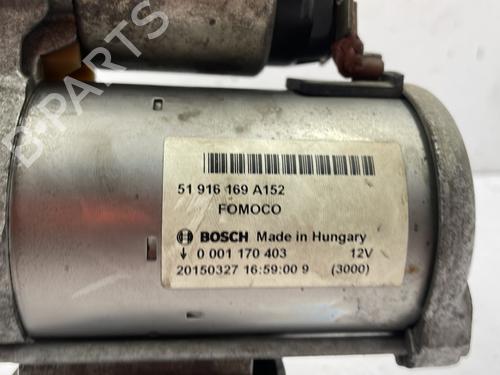 51 916 169 A152
FOMOCO
BOSCH Made in Hungary
0 001 170 403 12V
20150327 16:59:00 9 (3000)
B-PARTS